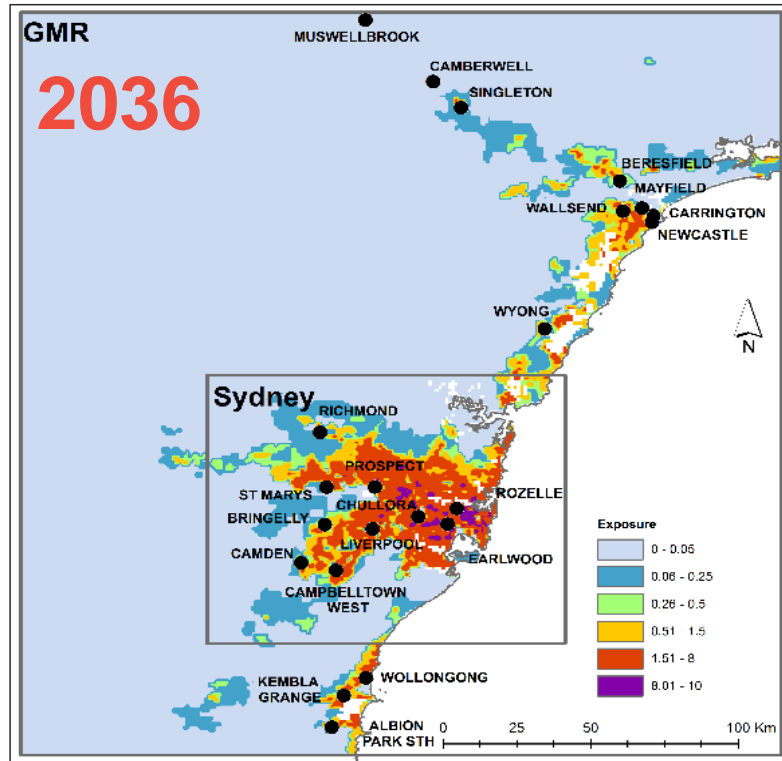 GMR
MUSWELLBROOK
2036
CAMBERWELL
SINGLETON
BERESFIELD
MAYFIELD
WALLSEND
CARRINGTON
NEWCASTLE
WYONG
N
Sydney
RICHMOND
PROSPECT
ST MARYS
CHULLORA
ROZELLE
BRINGELLY
LIVERPOOL
EARLWOOD
CAMDEN
CAMPBELLTOWN
WEST
Exposure
0 - 0.05
0.06 - 0.25
0.26 - 0.5
0.51 - 1.5
1.51 - 8
8.01 - 10
KEMBLA
GRANGE
WOLLONGONG
ALBION
PARK STH
0 25 50 100 Km